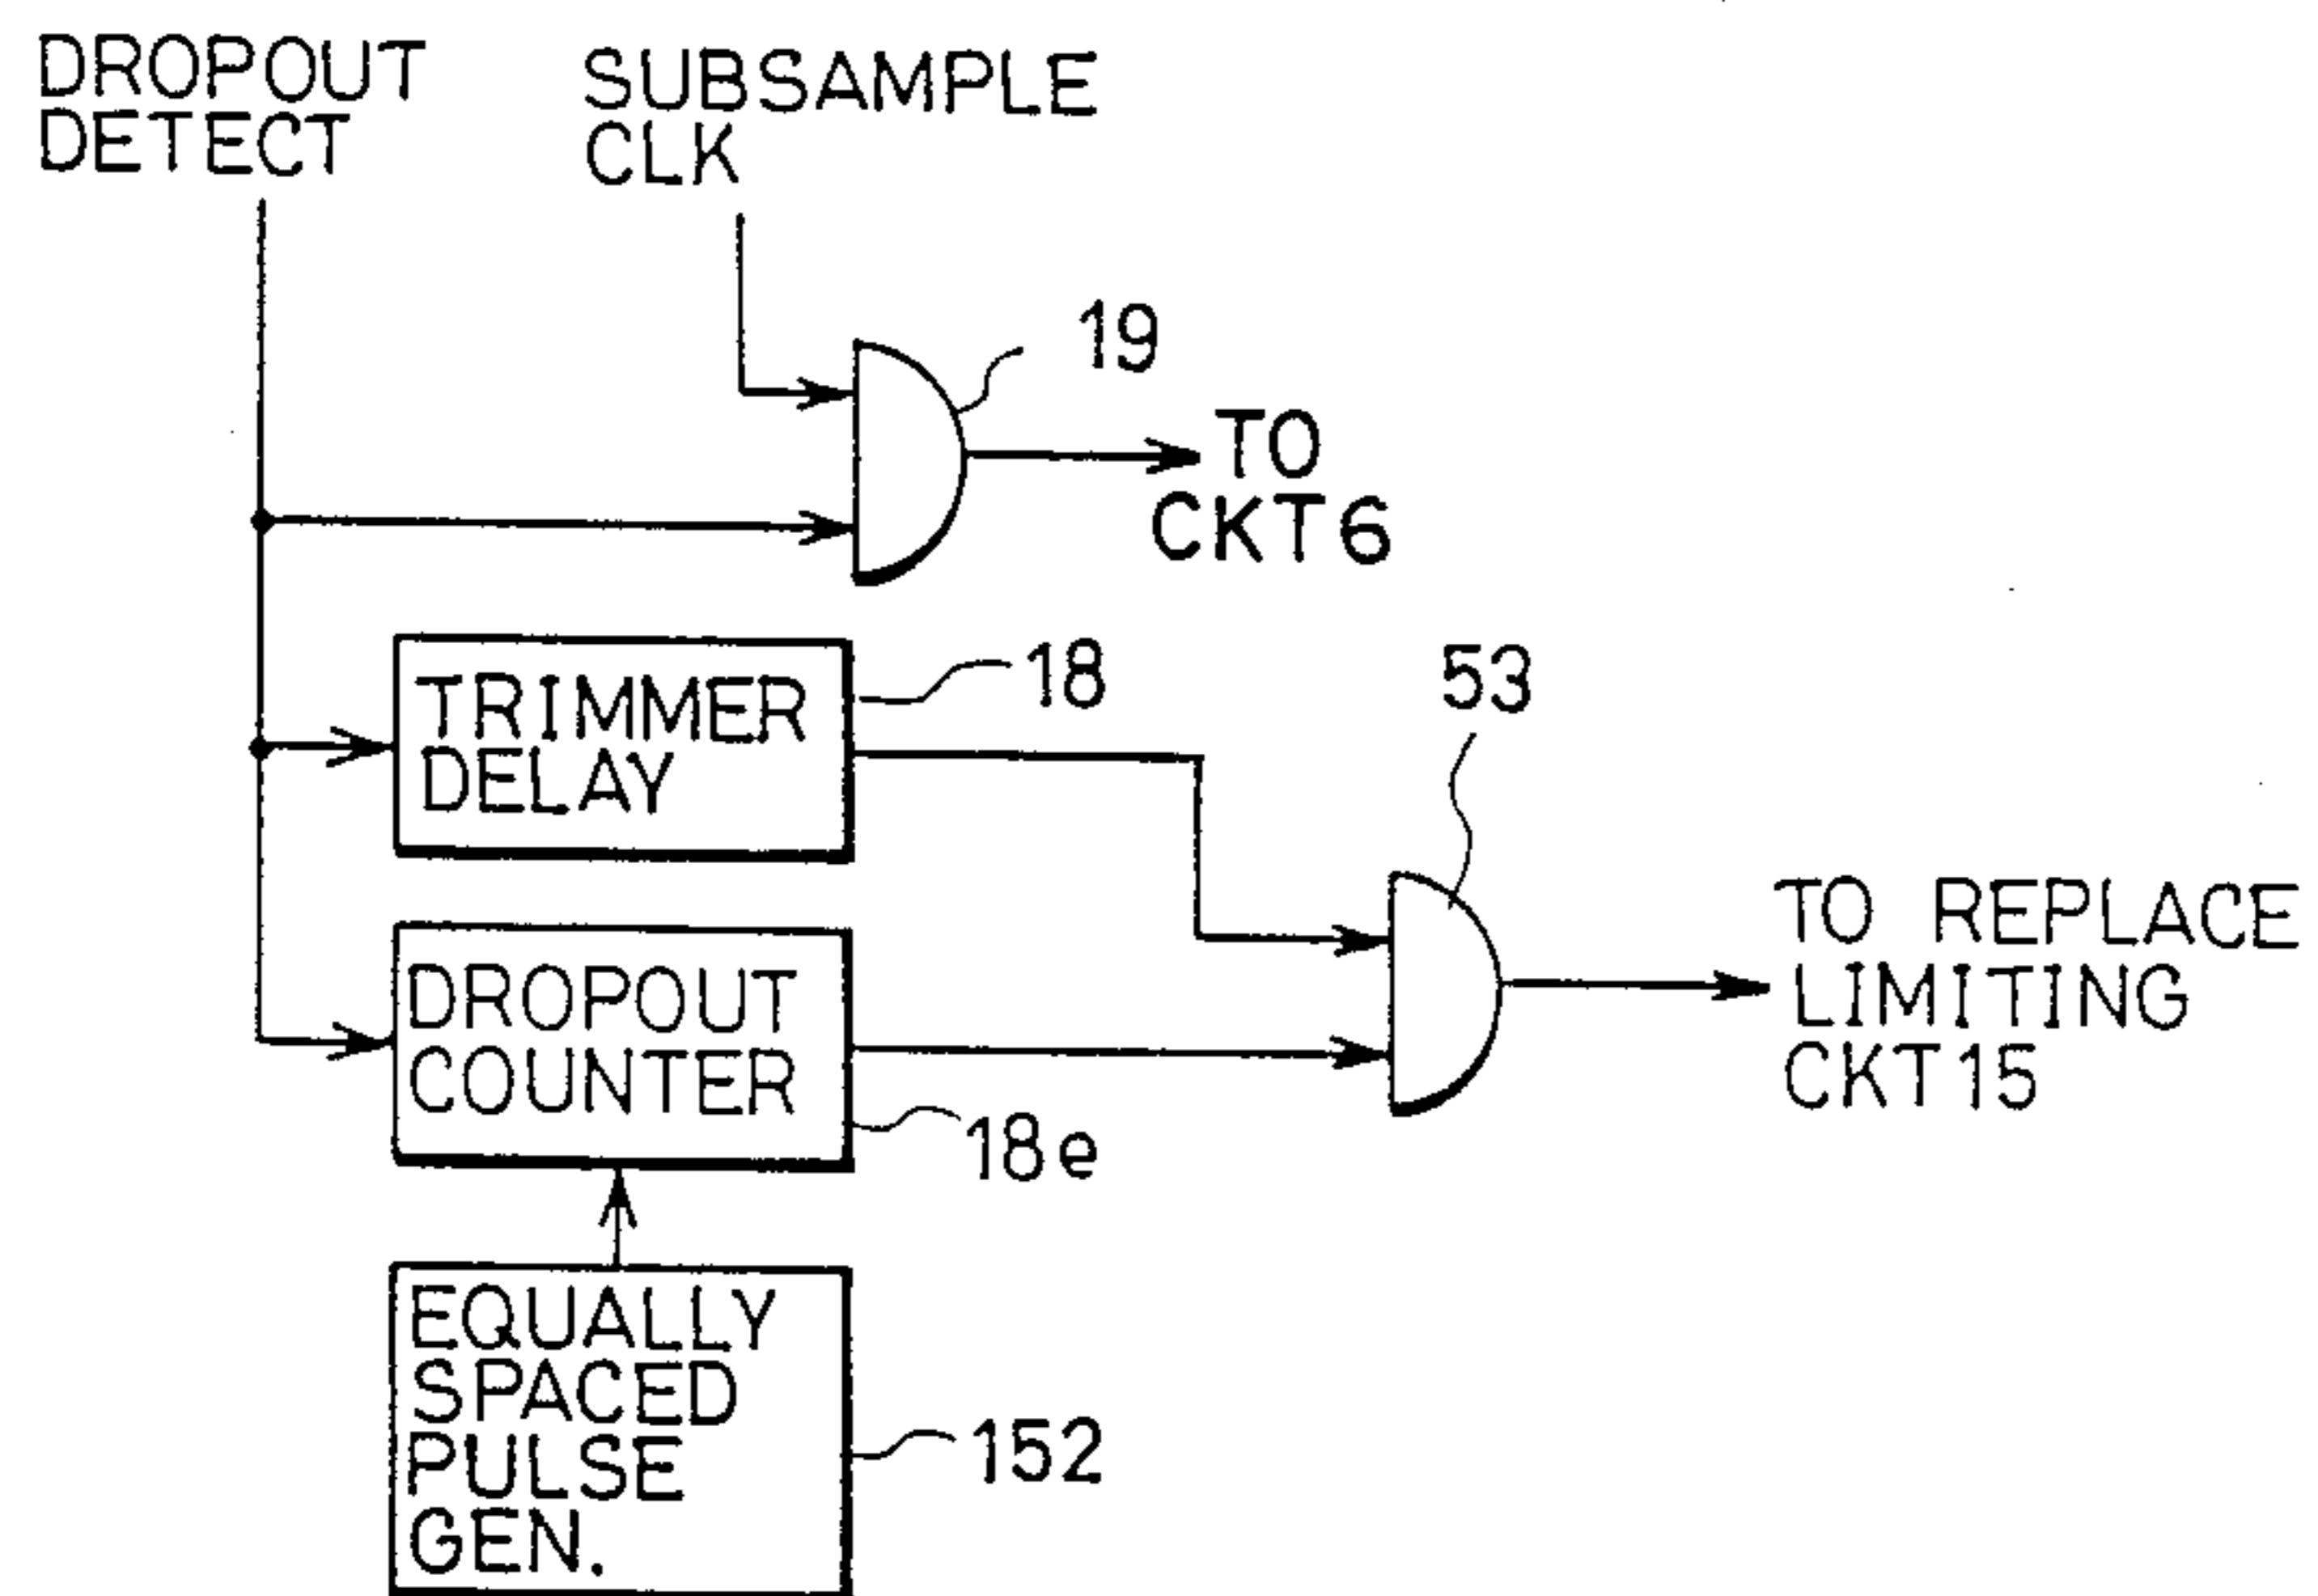 DROPOUT
DETECT
SUBSAMPLE
CLK
19
TO
CKT6
TRIMMER
DELAY
18
53
DROPOUT
COUNTER
18e
TO REPLACE
LIMITING
CKT15
EQUALLY
SPACED
PULSE
GEN.
152